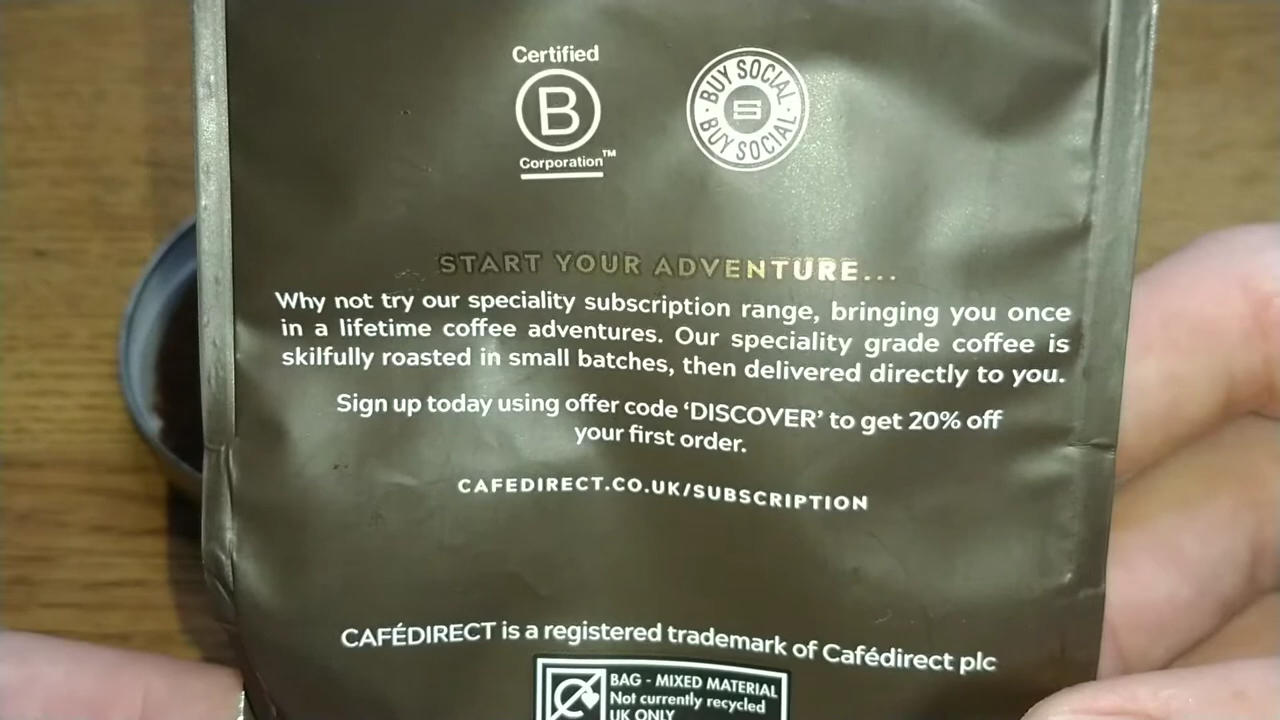 Certified
B
Corporation™
BUY SOCIAL
S
BUY SOCIAL
START YOUR ADVENTURE...
Why not try our speciality subscription range, bringing you once
in a lifetime coffee adventures. Our speciality grade coffee is
skilfully roasted in small batches, then delivered directly to you.
Sign up today using offer code ‘DISCOVER’ to get 20% off
your first order.
CAFEDIRECT.CO.UK/SUBSCRIPTION
CAFÉDIRECT is a registered trademark of Cafédirect plc
BAG - MIXED MATERIAL
Not currently recycled
UK ONLY